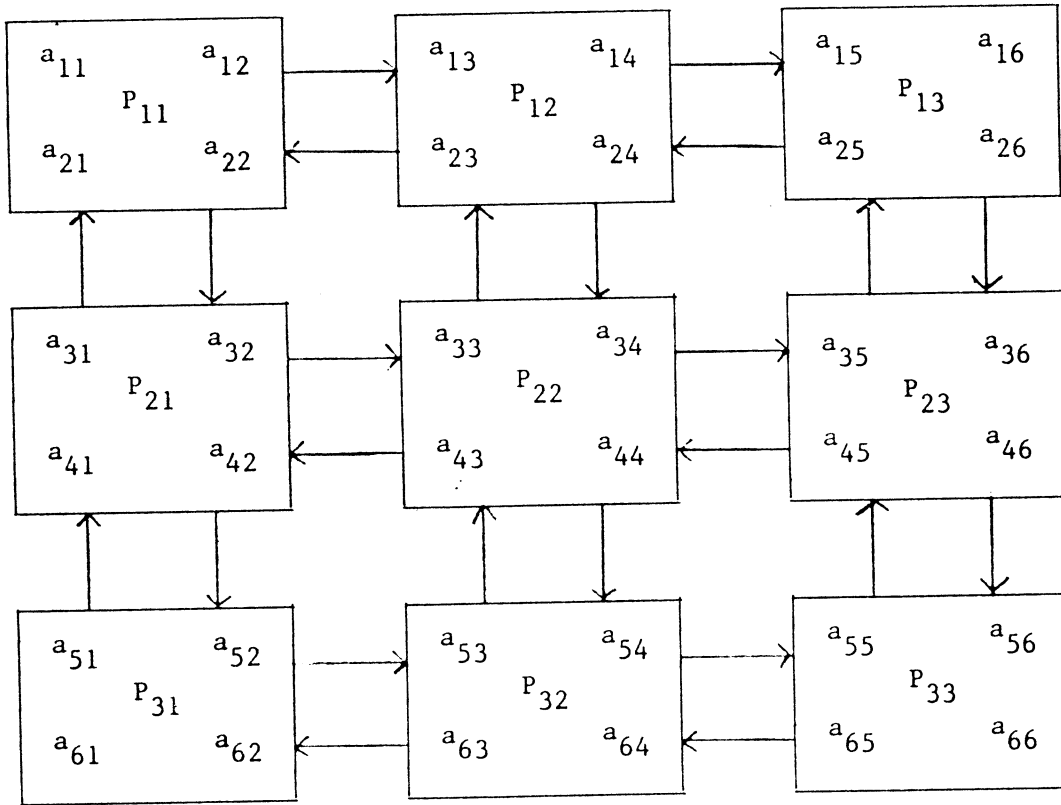 a11 a12 a13 a14 a15 a16
P11 P12 P13
a21 a22 a23 a24 a25 a26
a31 a32 a33 a34 a35 a36
P21 P22 P23
a41 a42 a43 a44 a45 a46
a51 a52 a53 a54 a55 a56
P31 P32 P33
a61 a62 a63 a64 a65 a66